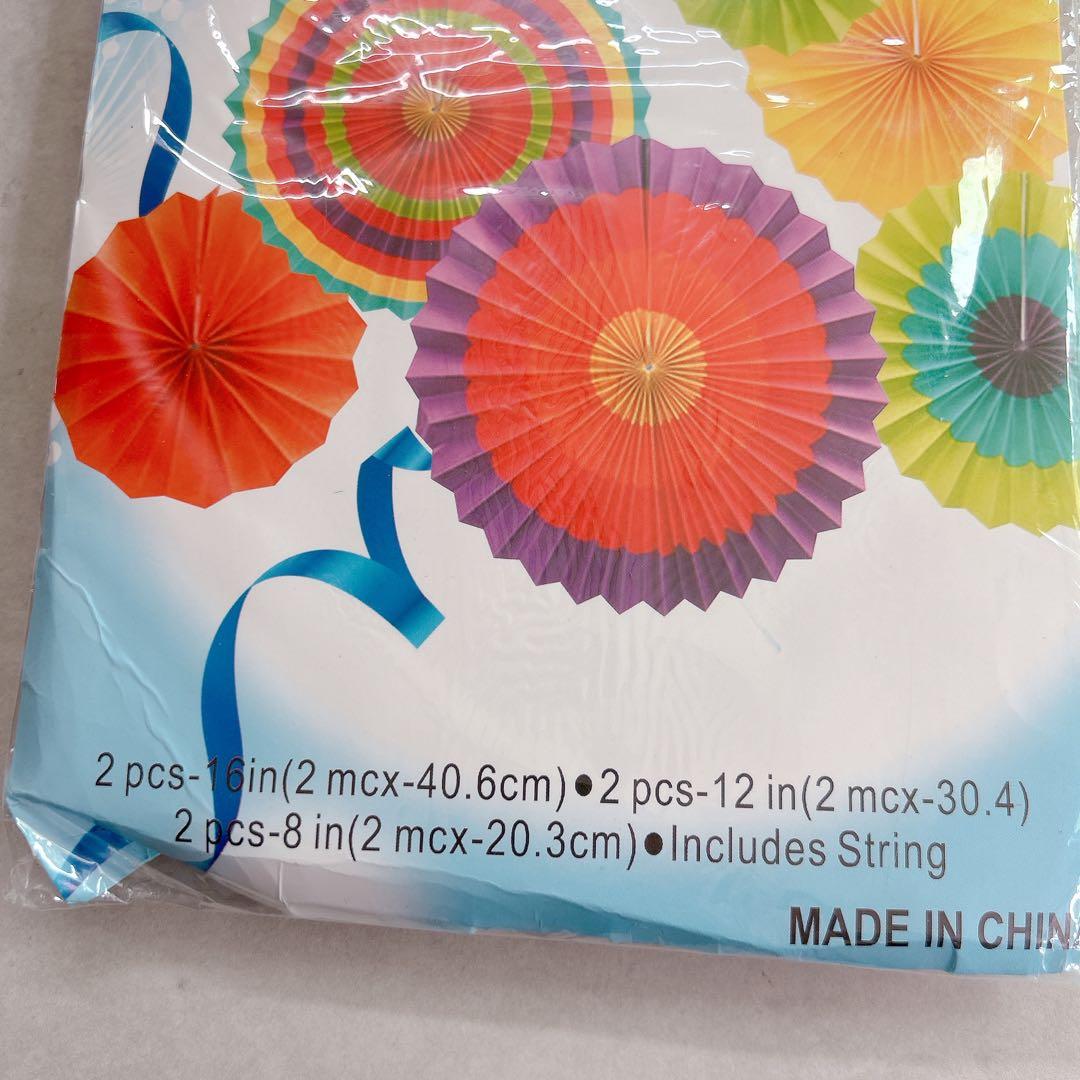 2 pcs-16in(2 mcx-40.6cm)●2 pcs-12 in(2 mcx-30.4)
2 pcs-8 in(2 mcx-20.3cm)●Includes String
MADE IN CHIN